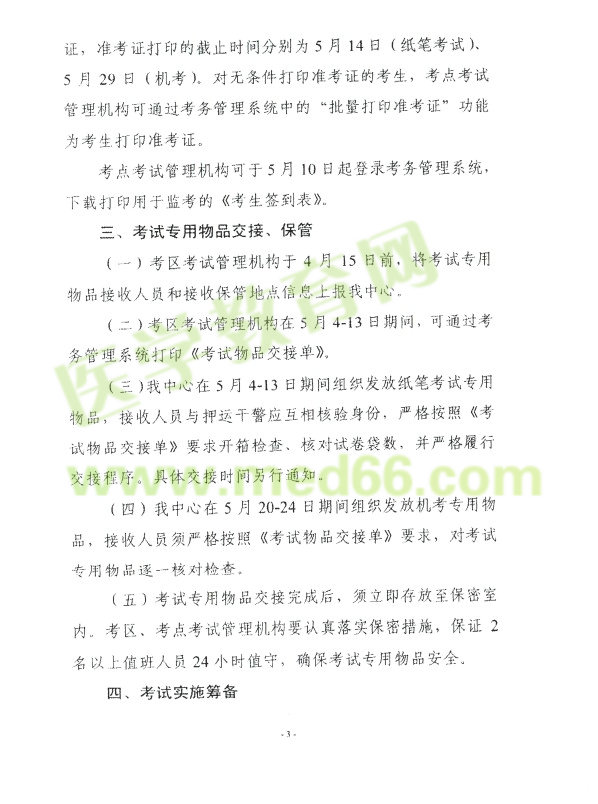 证，准考证打印的截止时间分别为 5 月 14 日（纸笔考试）、
5 月 29 日（机考）。对无条件打印准考证的考生，考点考试
管理机构可通过考务管理系统中的“批量打印准考证”功能
为考生打印准考证。
考点考试管理机构可于 5 月 10 日起登录考务管理系统，
下载打印用于监考的《考生签到表》。
三、考试专用物品交接、保管
（一）考区考试管理机构于 4 月 15 日前，将考试专用
物品接收人员和接收保管地点信息上报我中心。
（二）考区考试管理机构在 5 月 4-13 日期间，可通过考
务管理系统打印《考试物品交接单》。
（三）我中心在 5 月 4-13 日期间组织发放纸笔考试专用
物品，接收人员与押运干警应互相核验身份，严格按照《考
试物品交接单》要求开箱检查、核对试卷袋数，并严格履行
交接程序。具体交接时间另行通知。
（四）我中心在 5 月 20-24 日期间组织发放机考专用物
品，接收人员须严格按照《考试物品交接单》要求，对考试
专用物品逐一核对检查。
（五）考试专用物品交接完成后，须立即存放至保密室
内。考区、考点考试管理机构要认真落实保密措施，保证 2
名以上值班人员 24 小时值守，确保考试专用物品安全。
四、考试实施筹备
- 3 -
医学教育网
www.med66.com